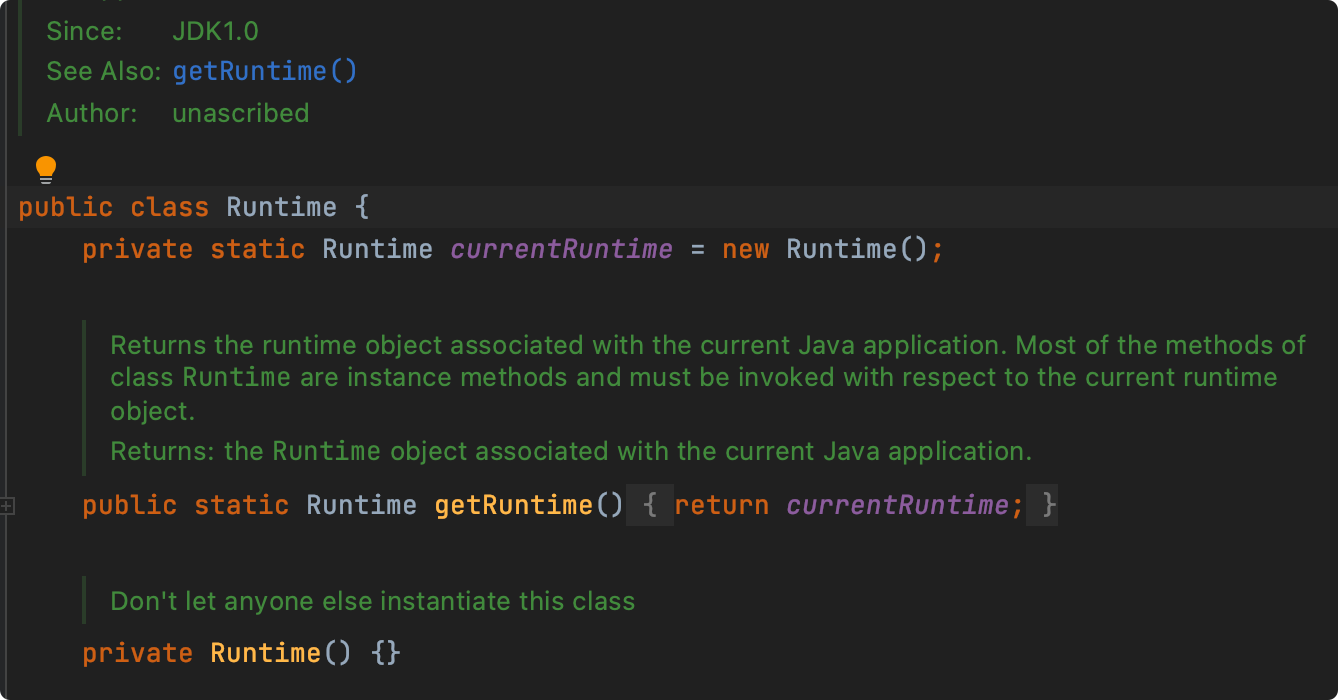 Since: JDK1.0
See Also: getRuntime()
Author: unascribed
public class Runtime {
private static Runtime currentRuntime = new Runtime();
Returns the runtime object associated with the current Java application. Most of the methods of
class Runtime are instance methods and must be invoked with respect to the current runtime
object.
Returns: the Runtime object associated with the current Java application.
public static Runtime getRuntime() { return currentRuntime; }
Don't let anyone else instantiate this class
private Runtime() {}